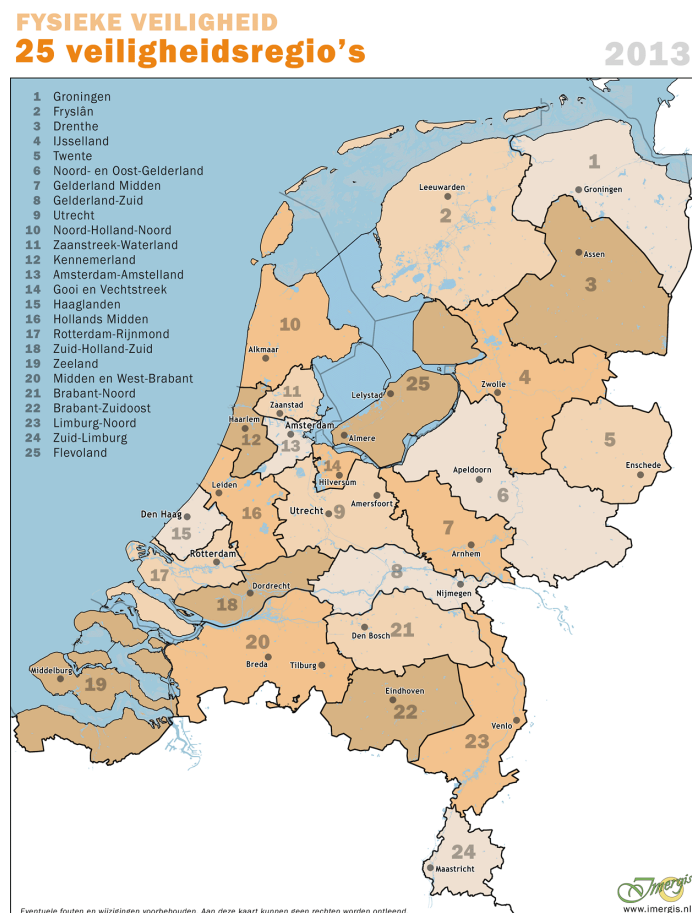 FYSIEKE VEILIGHEID
25 veiligheidsregio's
2013
1 Groningen
2 Fryslân
3 Drenthe
4 IJsselland
5 Twente
6 Noord- en Oost-Gelderland
7 Gelderland Midden
8 Gelderland-Zuid
9 Utrecht
10 Noord-Holland-Noord
11 Zaanstreek-Waterland
12 Kennemerland
13 Amsterdam-Amstelland
14 Gooi en Vechtstreek
15 Haaglanden
16 Hollands Midden
17 Rotterdam-Rijnmond
18 Zuid-Holland-Zuid
19 Zeeland
20 Midden en West-Brabant
21 Brabant-Noord
22 Brabant-Zuidoost
23 Limburg-Noord
24 Zuid-Limburg
25 Flevoland
1
Groningen
Leeuwarden
2
Assen
3
10
Alkmaar
11
Zaanstad
Lelystad
25
Zwolle
4
Haarlem
12
Amsterdam
13
Almere
5
Enschede
14
Hilversum
Apeldoorn
6
Leiden
Amersfoort
Den Haag
15
16
Utrecht
9
7
Arnhem
Rotterdam
17
8
Dordrecht
18
Nijmegen
Den Bosch
21
20
Breda
Tilburg
Middelburg
19
Eindhoven
22
Venlo
23
24
Maastricht
Imergis
www.imergis.nl
Eventuele fouten en wijzigingen voorbehouden. Aan deze kaart kunnen geen rechten worden ontleend.